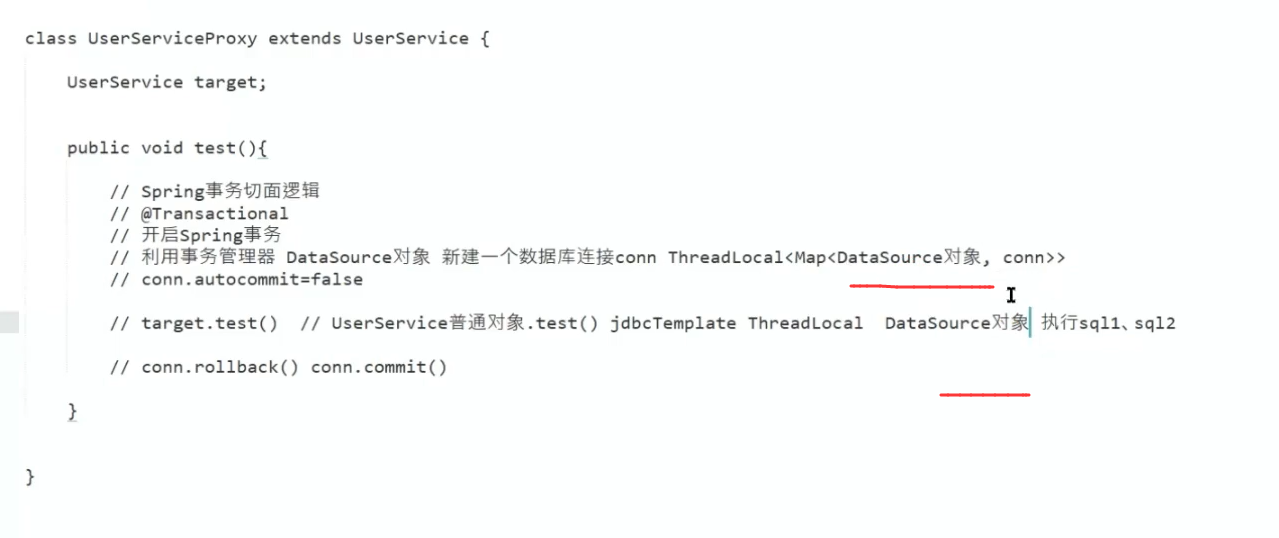 class UserServiceProxy extends UserService {
UserService target;
public void test(){
// Spring事务切面逻辑
// @Transactional
// 开启Spring事务
// 利用事务管理器 DataSource对象 新建一个数据库连接conn ThreadLocal<Map<DataSource对象, conn>>
// conn.autocommit=false
// target.test() // UserService普通对象.test() jdbcTemplate ThreadLocal DataSource对象 执行sql1、sql2
// conn.rollback() conn.commit()
}
}